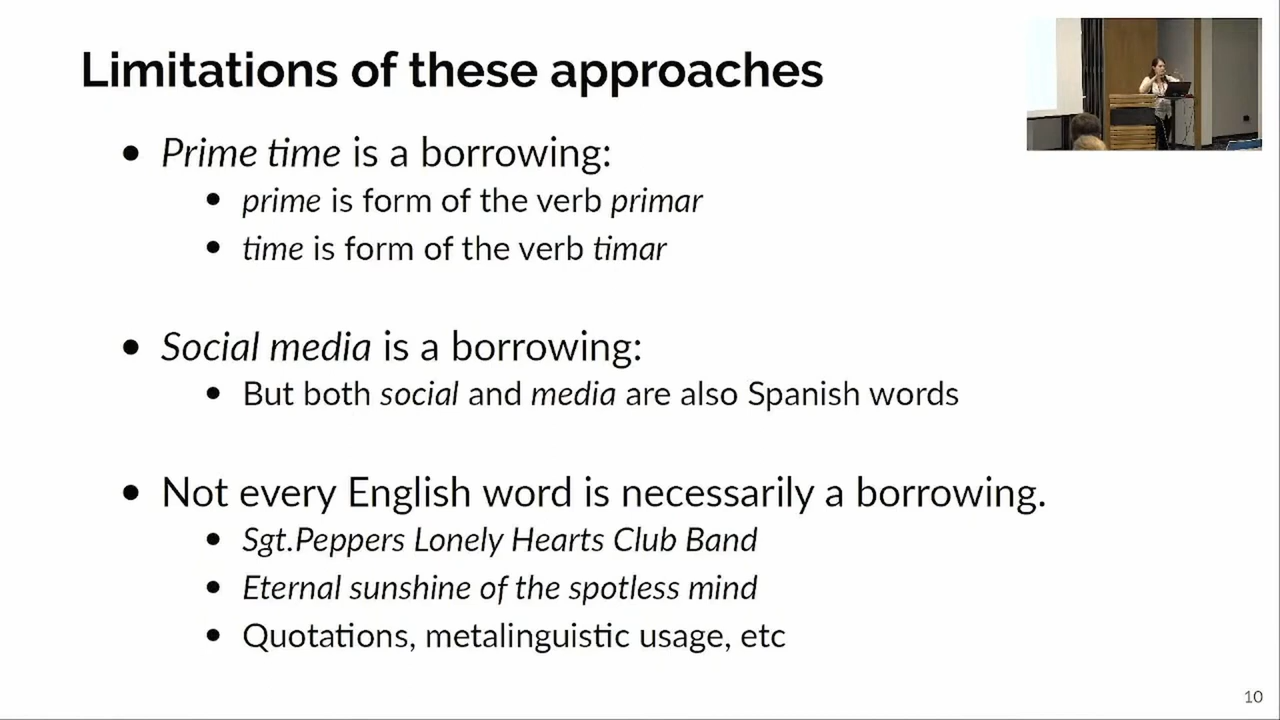 Limitations of these approaches
• Prime time is a borrowing:
• prime is form of the verb primar
• time is form of the verb timar
• Social media is a borrowing:
• But both social and media are also Spanish words
• Not every English word is necessarily a borrowing.
• Sgt.Peppers Lonely Hearts Club Band
• Eternal sunshine of the spotless mind
• Quotations, metalinguistic usage, etc
10